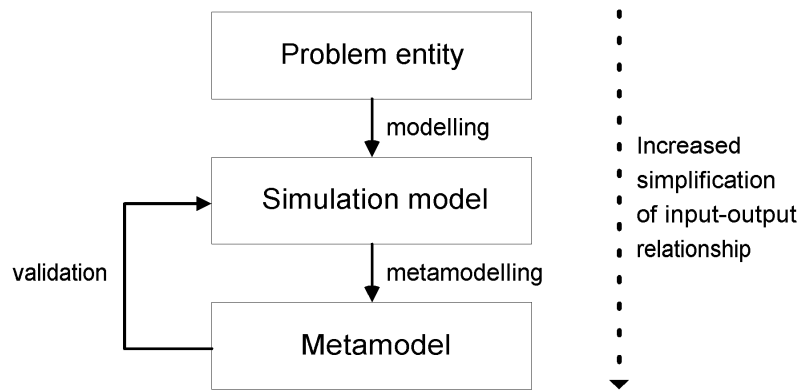 Problem entity
modelling
Simulation model
metamodelling
Metamodel
validation
Increased
simplification
of input-output
relationship